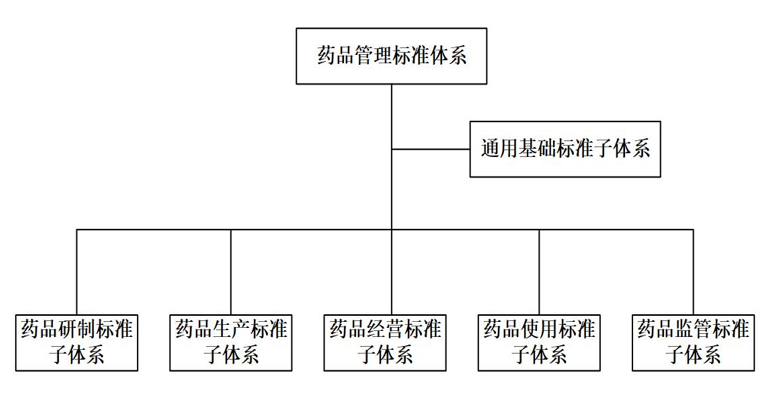 药品管理标准体系
通用基础标准子体系
药品研制标准
子体系
药品生产标准
子体系
药品经营标准
子体系
药品使用标准
子体系
药品监管标准
子体系